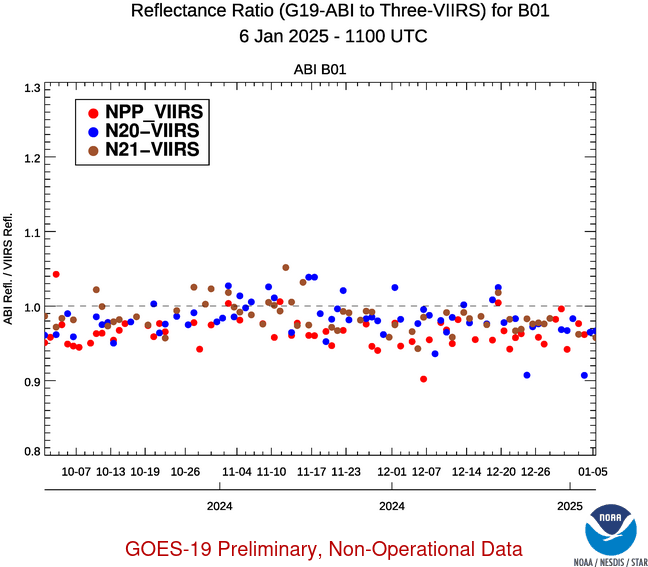 Reflectance Ratio (G19-ABI to Three-VIIRS) for B01
6 Jan 2025 - 1100 UTC
ABI B01
NPP_VIIRS
N20-VIIRS
N21-VIIRS
ABI Refl. / VIIRS Refl.
1.3
1.2
1.1
1.0
0.9
0.8
10-07 10-13 10-19 10-26 11-04 11-10 11-17 11-23 12-01 12-07 12-14 12-20 12-26 01-05
2024 2024 2025
NOAA
GOES-19 Preliminary, Non-Operational Data
NOAA / NESDIS / STAR